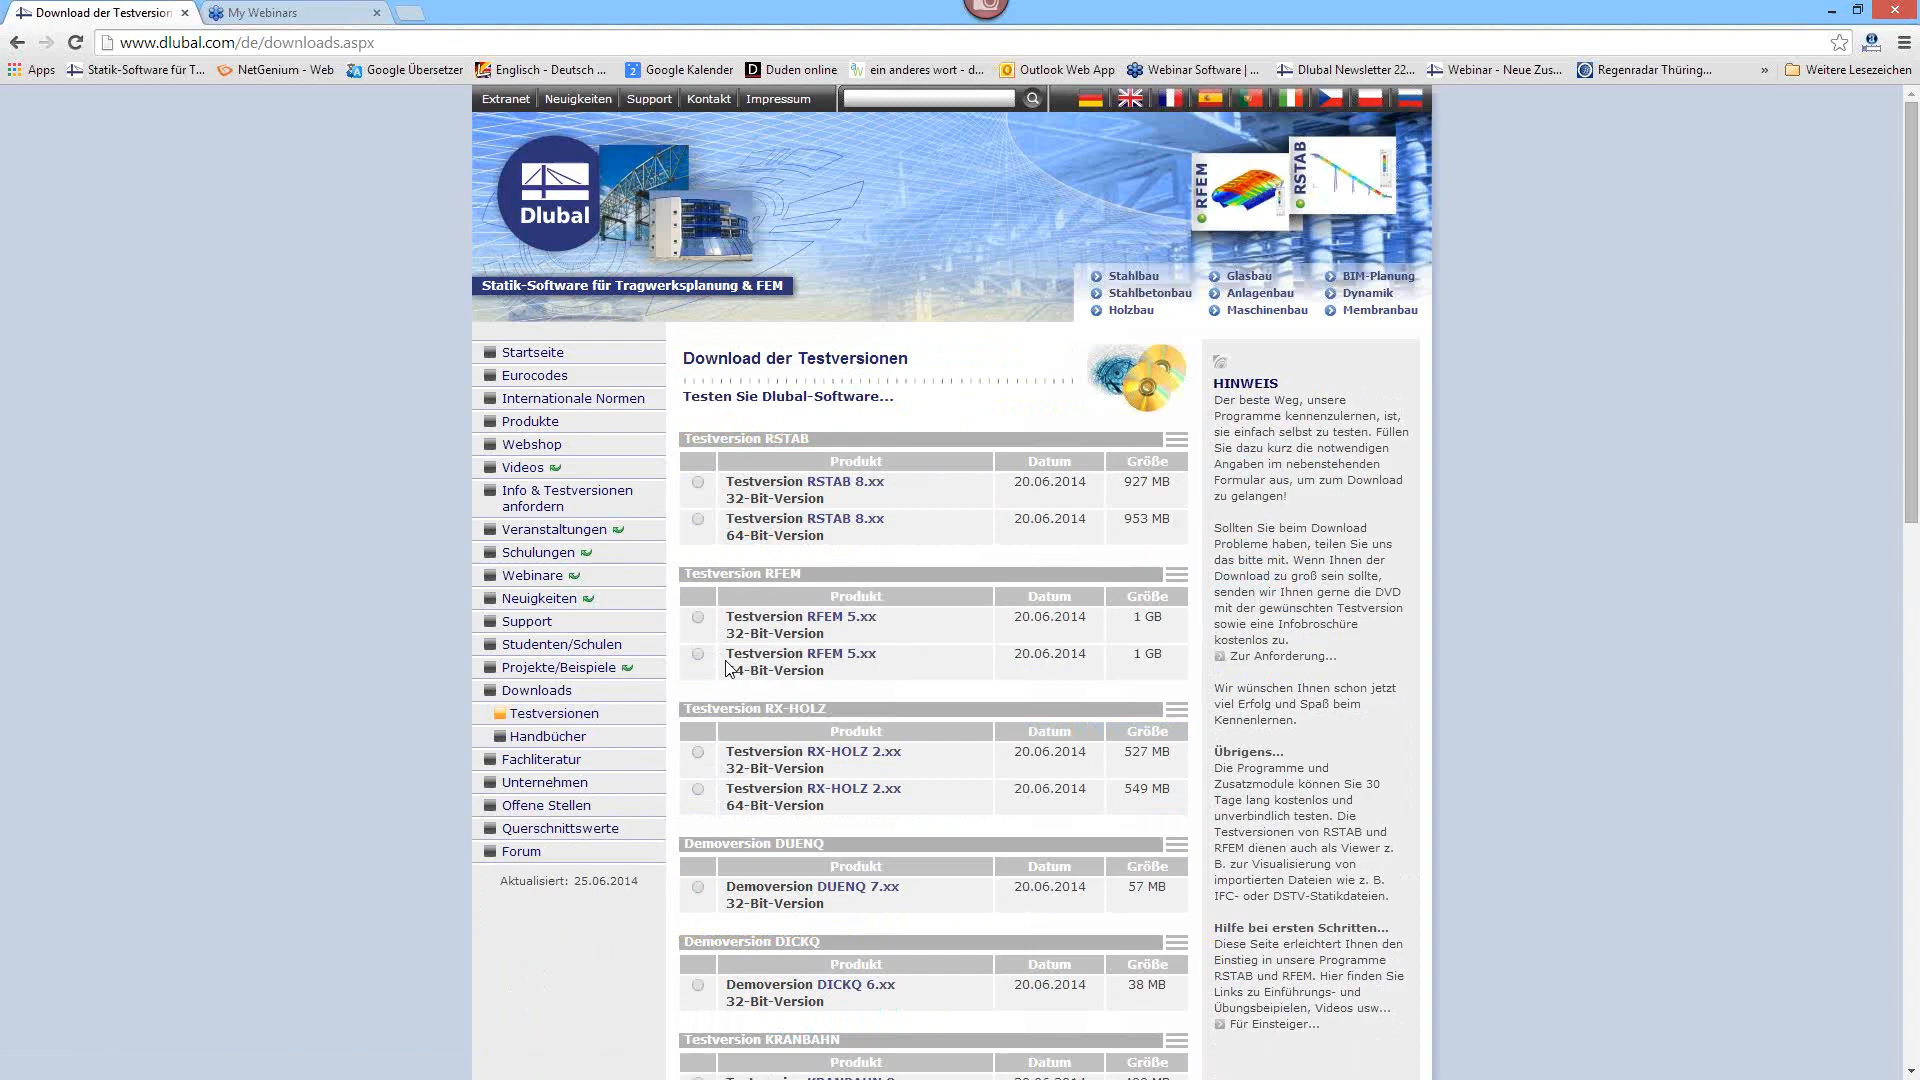 Download der Testversion
My Webinars
www.dlubal.com/de/downloads.aspx
Apps
Statik-Software für T...
NetGenium - Web
Google Übersetzer
Englisch - Deutsch ...
Google Kalender
Duden online
ein anderes wort - d...
Outlook Web App
Webinar Software | ...
Dlubal Newsletter 22...
Webinar - Neue Zus...
Regenradar Thüring...
»
Weitere Lesezeichen
Extranet
Neuigkeiten
Support
Kontakt
Impressum
Dlubal
RFEM
RSTAB
Statik-Software für Tragwerksplanung & FEM
Stahlbau Glasbau BIM-Planung
Stahlbetonbau Anlagenbau Dynamik
Holzbau Maschinenbau Membranbau
Startseite
Eurocodes
Internationale Normen
Produkte
Webshop
Videos
Info & Testversionen
anfordern
Veranstaltungen
Schulungen
Webinare
Neuigkeiten
Support
Studenten/Schulen
Projekte/Beispiele
Downloads
Testversionen
Handbücher
Fachliteratur
Unternehmen
Offene Stellen
Querschnittswerte
Forum
Aktualisiert: 25.06.2014
Download der Testversionen
Testen Sie Dlubal-Software...
Testversion RSTAB
Produkt Datum Größe
Testversion RSTAB 8.xx 20.06.2014 927 MB
32-Bit-Version
Testversion RSTAB 8.xx 20.06.2014 953 MB
64-Bit-Version
Testversion RFEM
Produkt Datum Größe
Testversion RFEM 5.xx 20.06.2014 1 GB
32-Bit-Version
Testversion RFEM 5.xx 20.06.2014 1 GB
4-Bit-Version
Testversion RX-HOLZ
Produkt Datum Größe
Testversion RX-HOLZ 2.xx 20.06.2014 527 MB
32-Bit-Version
Testversion RX-HOLZ 2.xx 20.06.2014 549 MB
64-Bit-Version
Demoversion DUENQ
Produkt Datum Größe
Demoversion DUENQ 7.xx 20.06.2014 57 MB
32-Bit-Version
Demoversion DICKQ
Produkt Datum Größe
Demoversion DICKQ 6.xx 20.06.2014 38 MB
32-Bit-Version
Testversion KRANBAHN
Produkt Datum Größe
HINWEIS
Der beste Weg, unsere
Programme kennenzulernen, ist,
sie einfach selbst zu testen. Füllen
Sie dazu kurz die notwendigen
Angaben im nebenstehenden
Formular aus, um zum Download
zu gelangen!
Sollten Sie beim Download
Probleme haben, teilen Sie uns
das bitte mit. Wenn Ihnen der
Download zu groß sein sollte,
senden wir Ihnen gerne die DVD
mit der gewünschten Testversion
sowie eine Infobroschüre
kostenlos zu.
Zur Anforderung...
Wir wünschen Ihnen schon jetzt
viel Erfolg und Spaß beim
Kennenlernen.
Übrigens...
Die Programme und
Zusatzmodule können Sie 30
Tage lang kostenlos und
unverbindlich testen. Die
Testversionen von RSTAB und
RFEM dienen auch als Viewer z.
B. zur Visualisierung von
importierten Dateien wie z. B.
IFC- oder DSTV-Statikdateien.
Hilfe bei ersten Schritten...
Diese Seite erleichtert Ihnen den
Einstieg in unsere Programme
RSTAB und RFEM. Hier finden Sie
Links zu Einführungs- und
Übungsbeipielen, Videos usw...
Für Einsteiger...